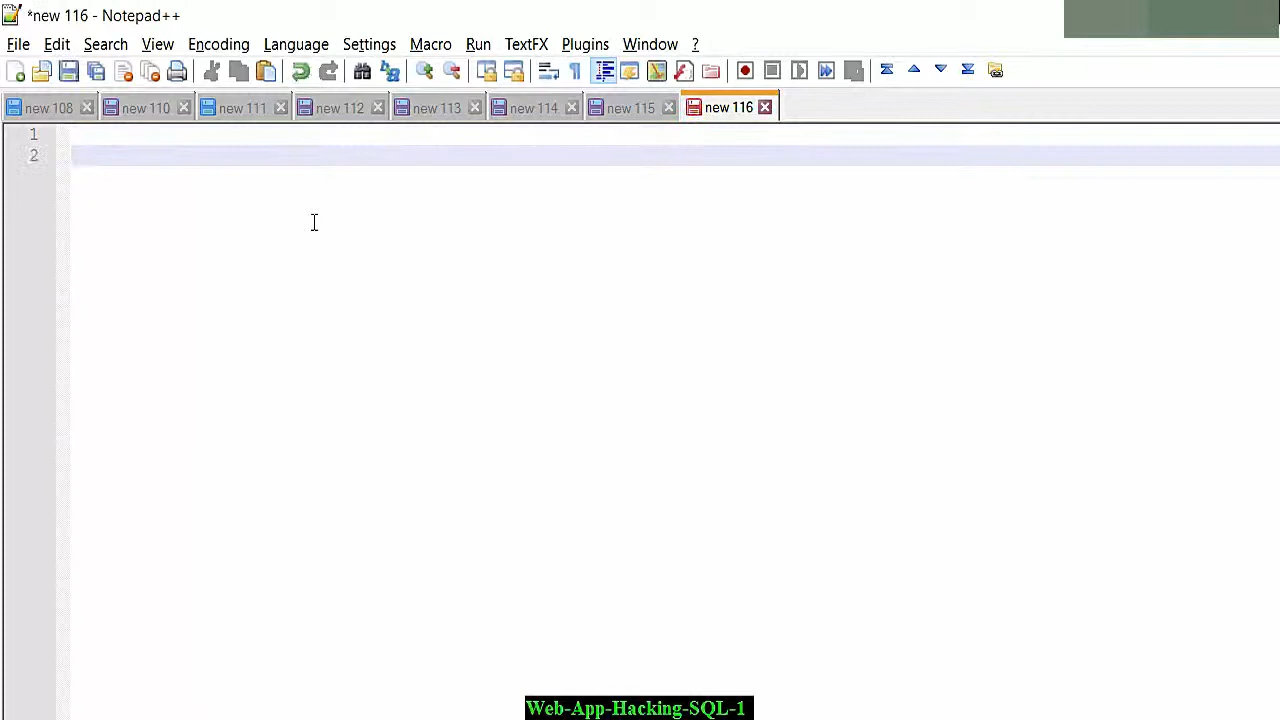 *new 116 - Notepad++
File Edit Search View Encoding Language Settings Macro Run TextFX Plugins Window ?
new 108 new 110 new 111 new 112 new 113 new 114 new 115 new 116
1
2
Web-App-Hacking-SQL-1